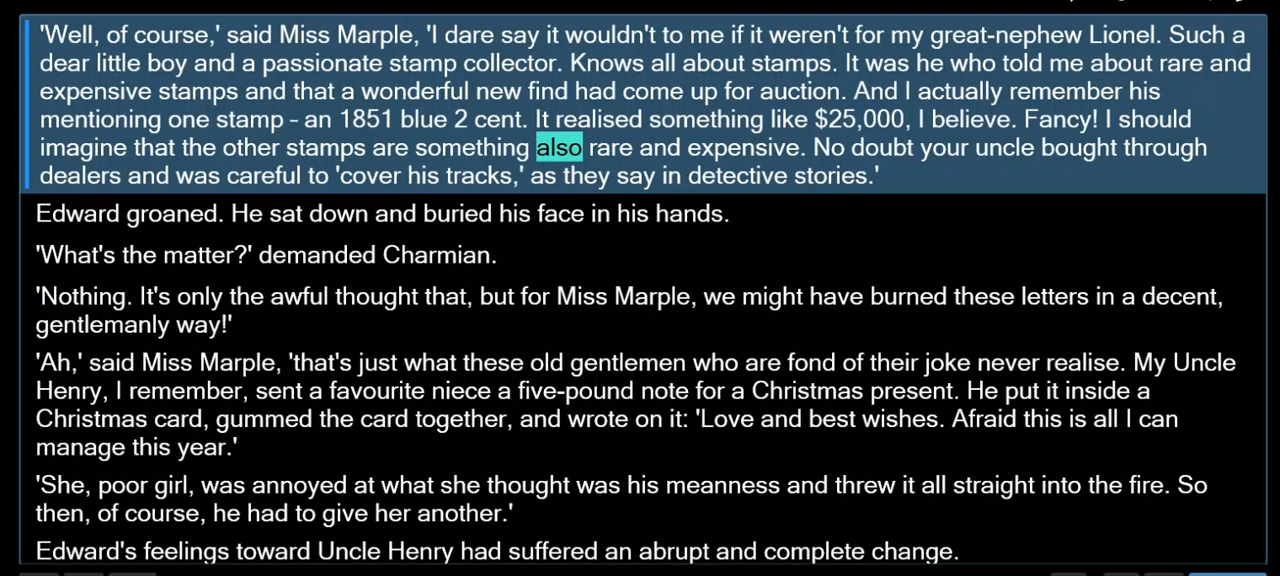 'Well, of course,' said Miss Marple, 'I dare say it wouldn't to me if it weren't for my great-nephew Lionel. Such a
dear little boy and a passionate stamp collector. Knows all about stamps. It was he who told me about rare and
expensive stamps and that a wonderful new find had come up for auction. And I actually remember his
mentioning one stamp – an 1851 blue 2 cent. It realised something like $25,000, I believe. Fancy! I should
imagine that the other stamps are something also rare and expensive. No doubt your uncle bought through
dealers and was careful to 'cover his tracks,' as they say in detective stories.'
Edward groaned. He sat down and buried his face in his hands.
'What's the matter?' demanded Charmian.
'Nothing. It's only the awful thought that, but for Miss Marple, we might have burned these letters in a decent,
gentlemanly way!'
'Ah,' said Miss Marple, 'that's just what these old gentlemen who are fond of their joke never realise. My Uncle
Henry, I remember, sent a favourite niece a five-pound note for a Christmas present. He put it inside a
Christmas card, gummed the card together, and wrote on it: 'Love and best wishes. Afraid this is all I can
manage this year.'
'She, poor girl, was annoyed at what she thought was his meanness and threw it all straight into the fire. So
then, of course, he had to give her another.'
Edward's feelings toward Uncle Henry had suffered an abrupt and complete change.